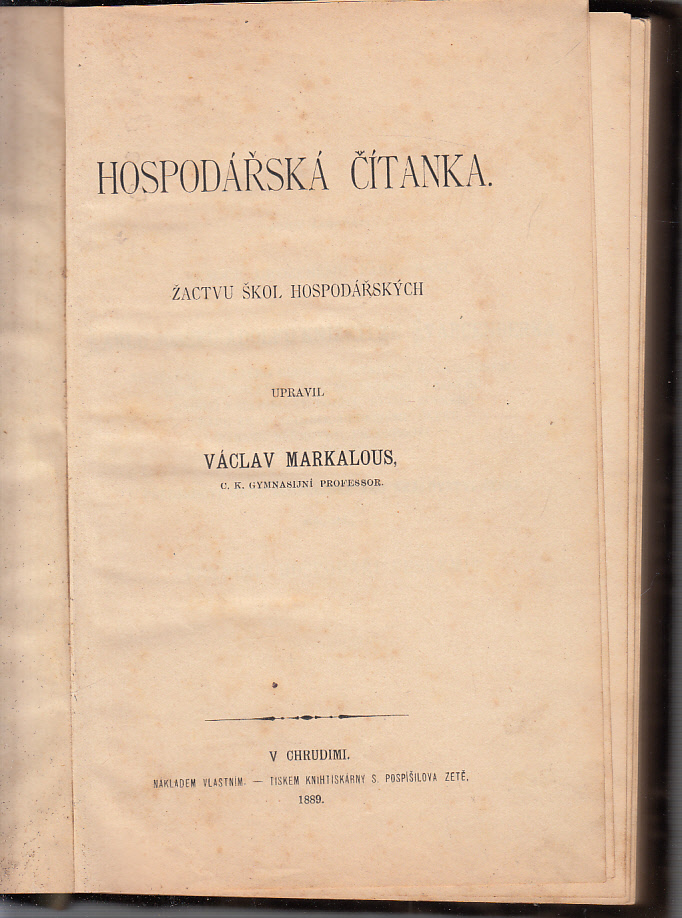 HOSPODÁŘSKÁ ČÍTANKA.
ŽACTVU ŠKOL HOSPODÁŘSKÝCH
UPRAVIL
VÁCLAV MARKALOUS,
C. K. GYMNASIJNÍ PROFESSOR.
V CHRUDIMI.
NÁKLADEM VLASTNÍM. — TISKEM KNIHTISKÁRNY S. POSPÍŠILOVA ZETĚ.
1889.